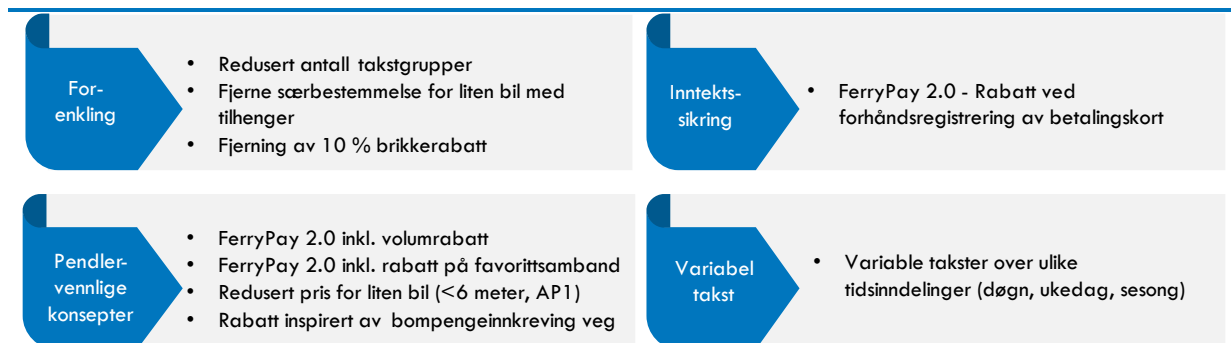 For-
enkling
• Redusert antall takstgrupper
• Fjerne særbestemmelse for liten bil med
tilhenger
• Fjerning av 10 % brikkerabatt
Inntekts-
sikring
• FerryPay 2.0 - Rabatt ved
forhåndsregistrering av betalingskort
Pendler-
vennlige
konsepter
• FerryPay 2.0 inkl. volumrabatt
• FerryPay 2.0 inkl. rabatt på favorittsamband
• Redusert pris for liten bil (<6 meter, AP1)
• Rabatt inspirert av bompengeinnkreving veg
Variabel
takst
• Variable takster over ulike
tidsinndelinger (døgn, ukedag, sesong)